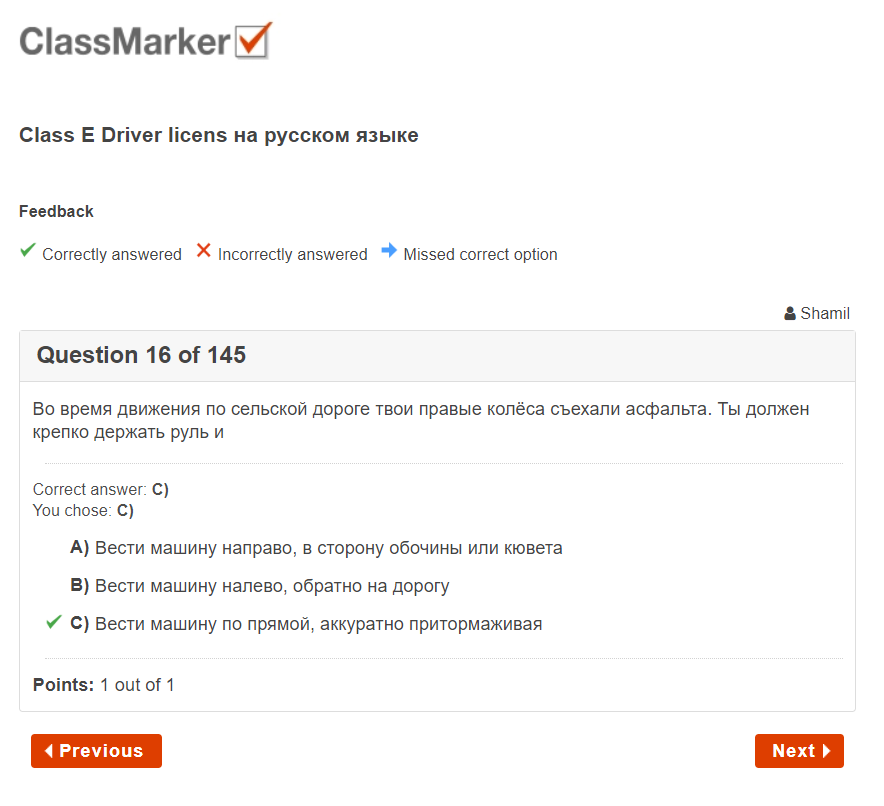 ClassMarker
Class E Driver licens на русском языке
Feedback
Correctly answered Incorrectly answered Missed correct option
Shamil
Question 16 of 145
Во время движения по сельской дороге твои правые колёса съехали асфальта. Ты должен
крепко держать руль и
Correct answer: C)
You chose: C)
A) Вести машину направо, в сторону обочины или кювета
B) Вести машину налево, обратно на дорогу
C) Вести машину по прямой, аккуратно притормаживая
Points: 1 out of 1
Previous
Next